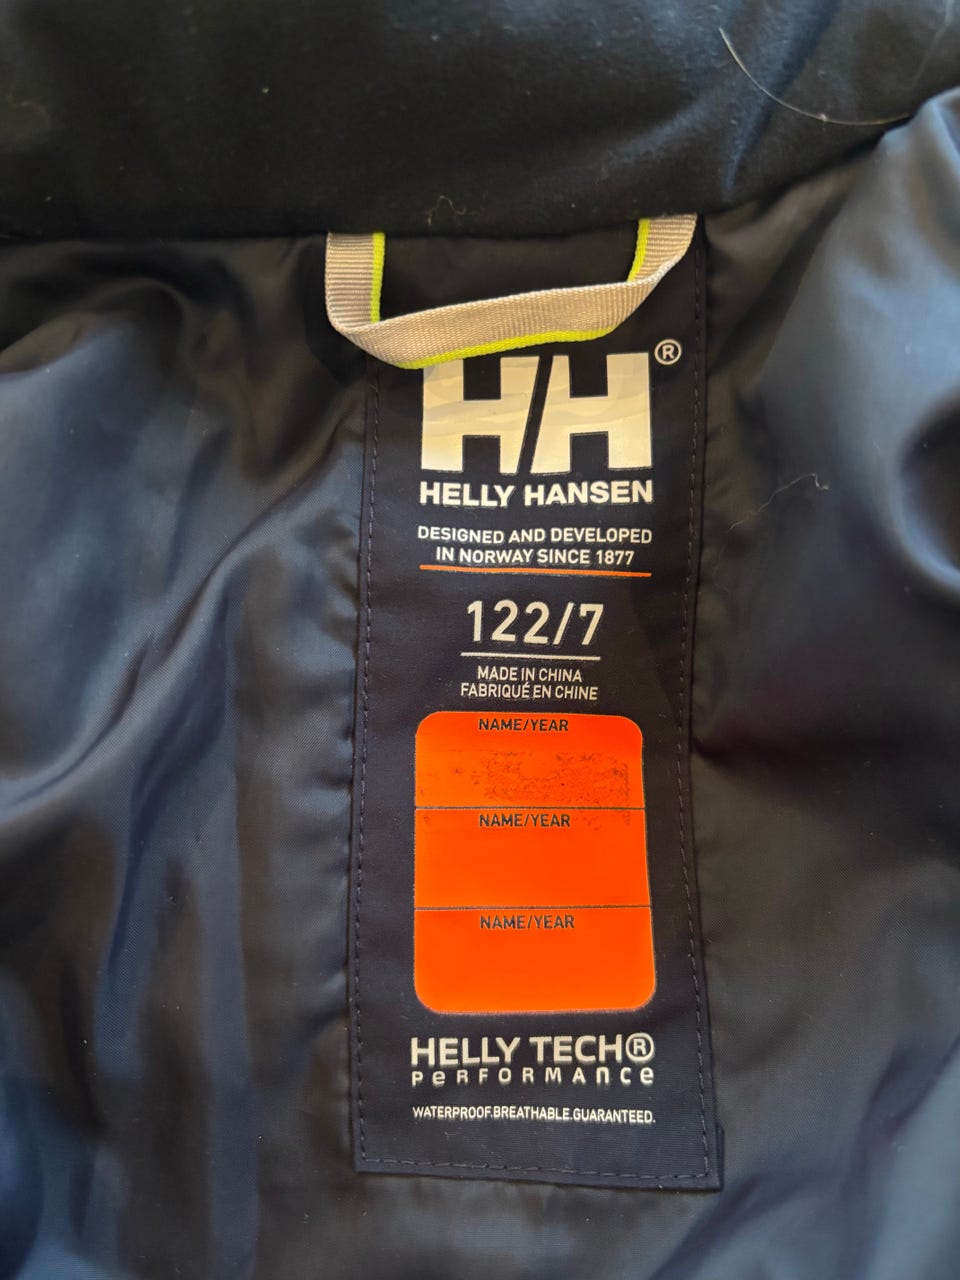 HH®
HELLY HANSEN
DESIGNED AND DEVELOPED
IN NORWAY SINCE 1877
122/7
MADE IN CHINA
FABRIQUÉ EN CHINE
NAME/YEAR
NAME/YEAR
NAME/YEAR
HELLY TECH®
PeRFORMANce
WATERPROOF.BREATHABLE.GUARANTEED.